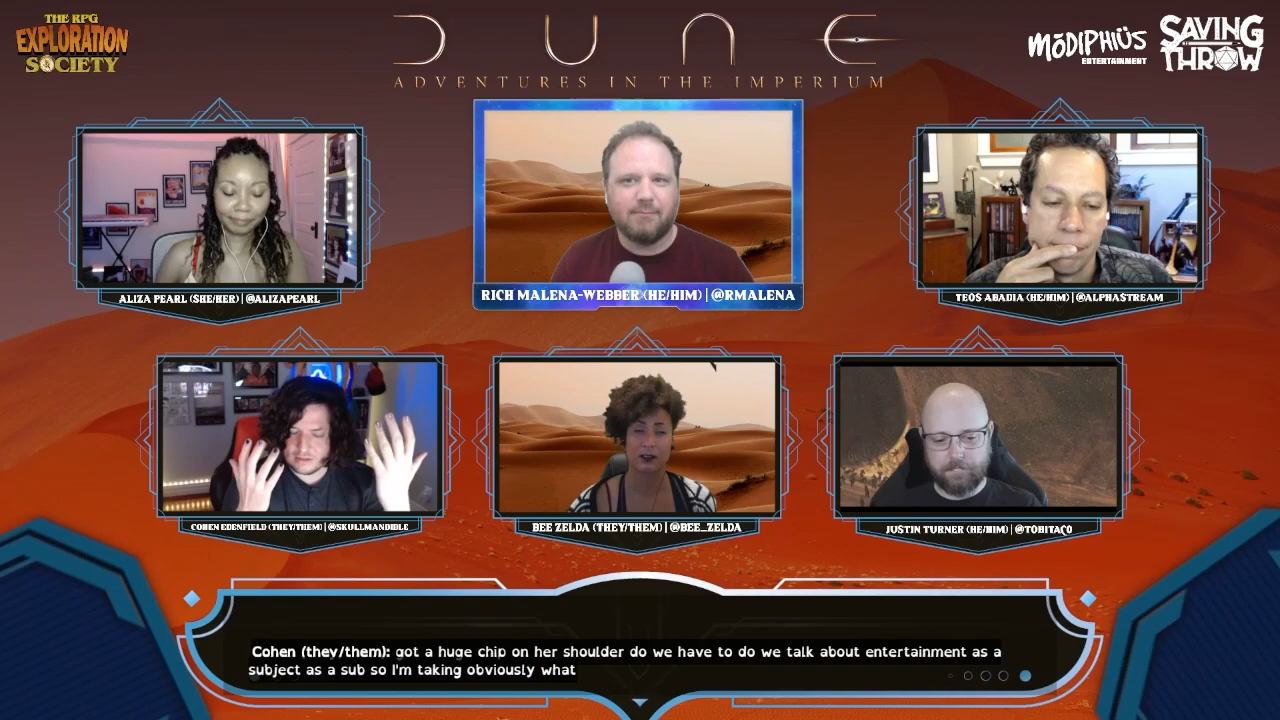 THE RPG
EXPLORATION
SOCIETY
DUNE
ADVENTURES IN THE IMPERIUM
MŌDIPHIÜS
ENTERTAINMENT
SAVING
THROW
ALIZA PEARL (SHE/HER) | @ALIZAPEARL
RICH MALENA-WEBBER (HE/HIM) | @RMALENA
TEOS ABADIA (HE/HIM) | @ALPHASTREAM
COHEN EDENFIELD (THEY/THEM) | @SKULLMANDIBLE
BEE ZELDA (THEY/THEM) | @BEE_ZELDA
JUSTIN TURNER (HE/HIM) | @TOBITACO
Cohen (they/them): got a huge chip on her shoulder do we have to do we talk about entertainment as a
subject as a sub so I'm taking obviously what